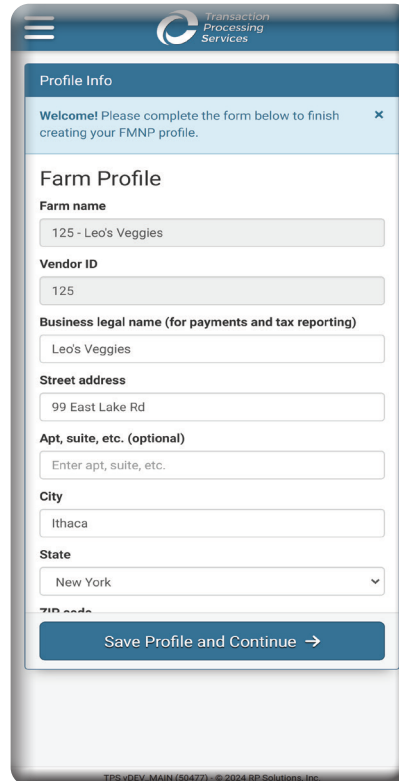 Transaction
Processing
Services
Profile Info
Welcome! Please complete the form below to finish ×
creating your FMNP profile.
Farm Profile
Farm name
125 - Leo's Veggies
Vendor ID
125
Business legal name (for payments and tax reporting)
Leo's Veggies
Street address
99 East Lake Rd
Apt, suite, etc. (optional)
Enter apt, suite, etc.
City
Ithaca
State
New York
ZIP code
Save Profile and Continue →
TPS vDEV_MAIN (50477) - © 2024 RP Solutions, Inc.